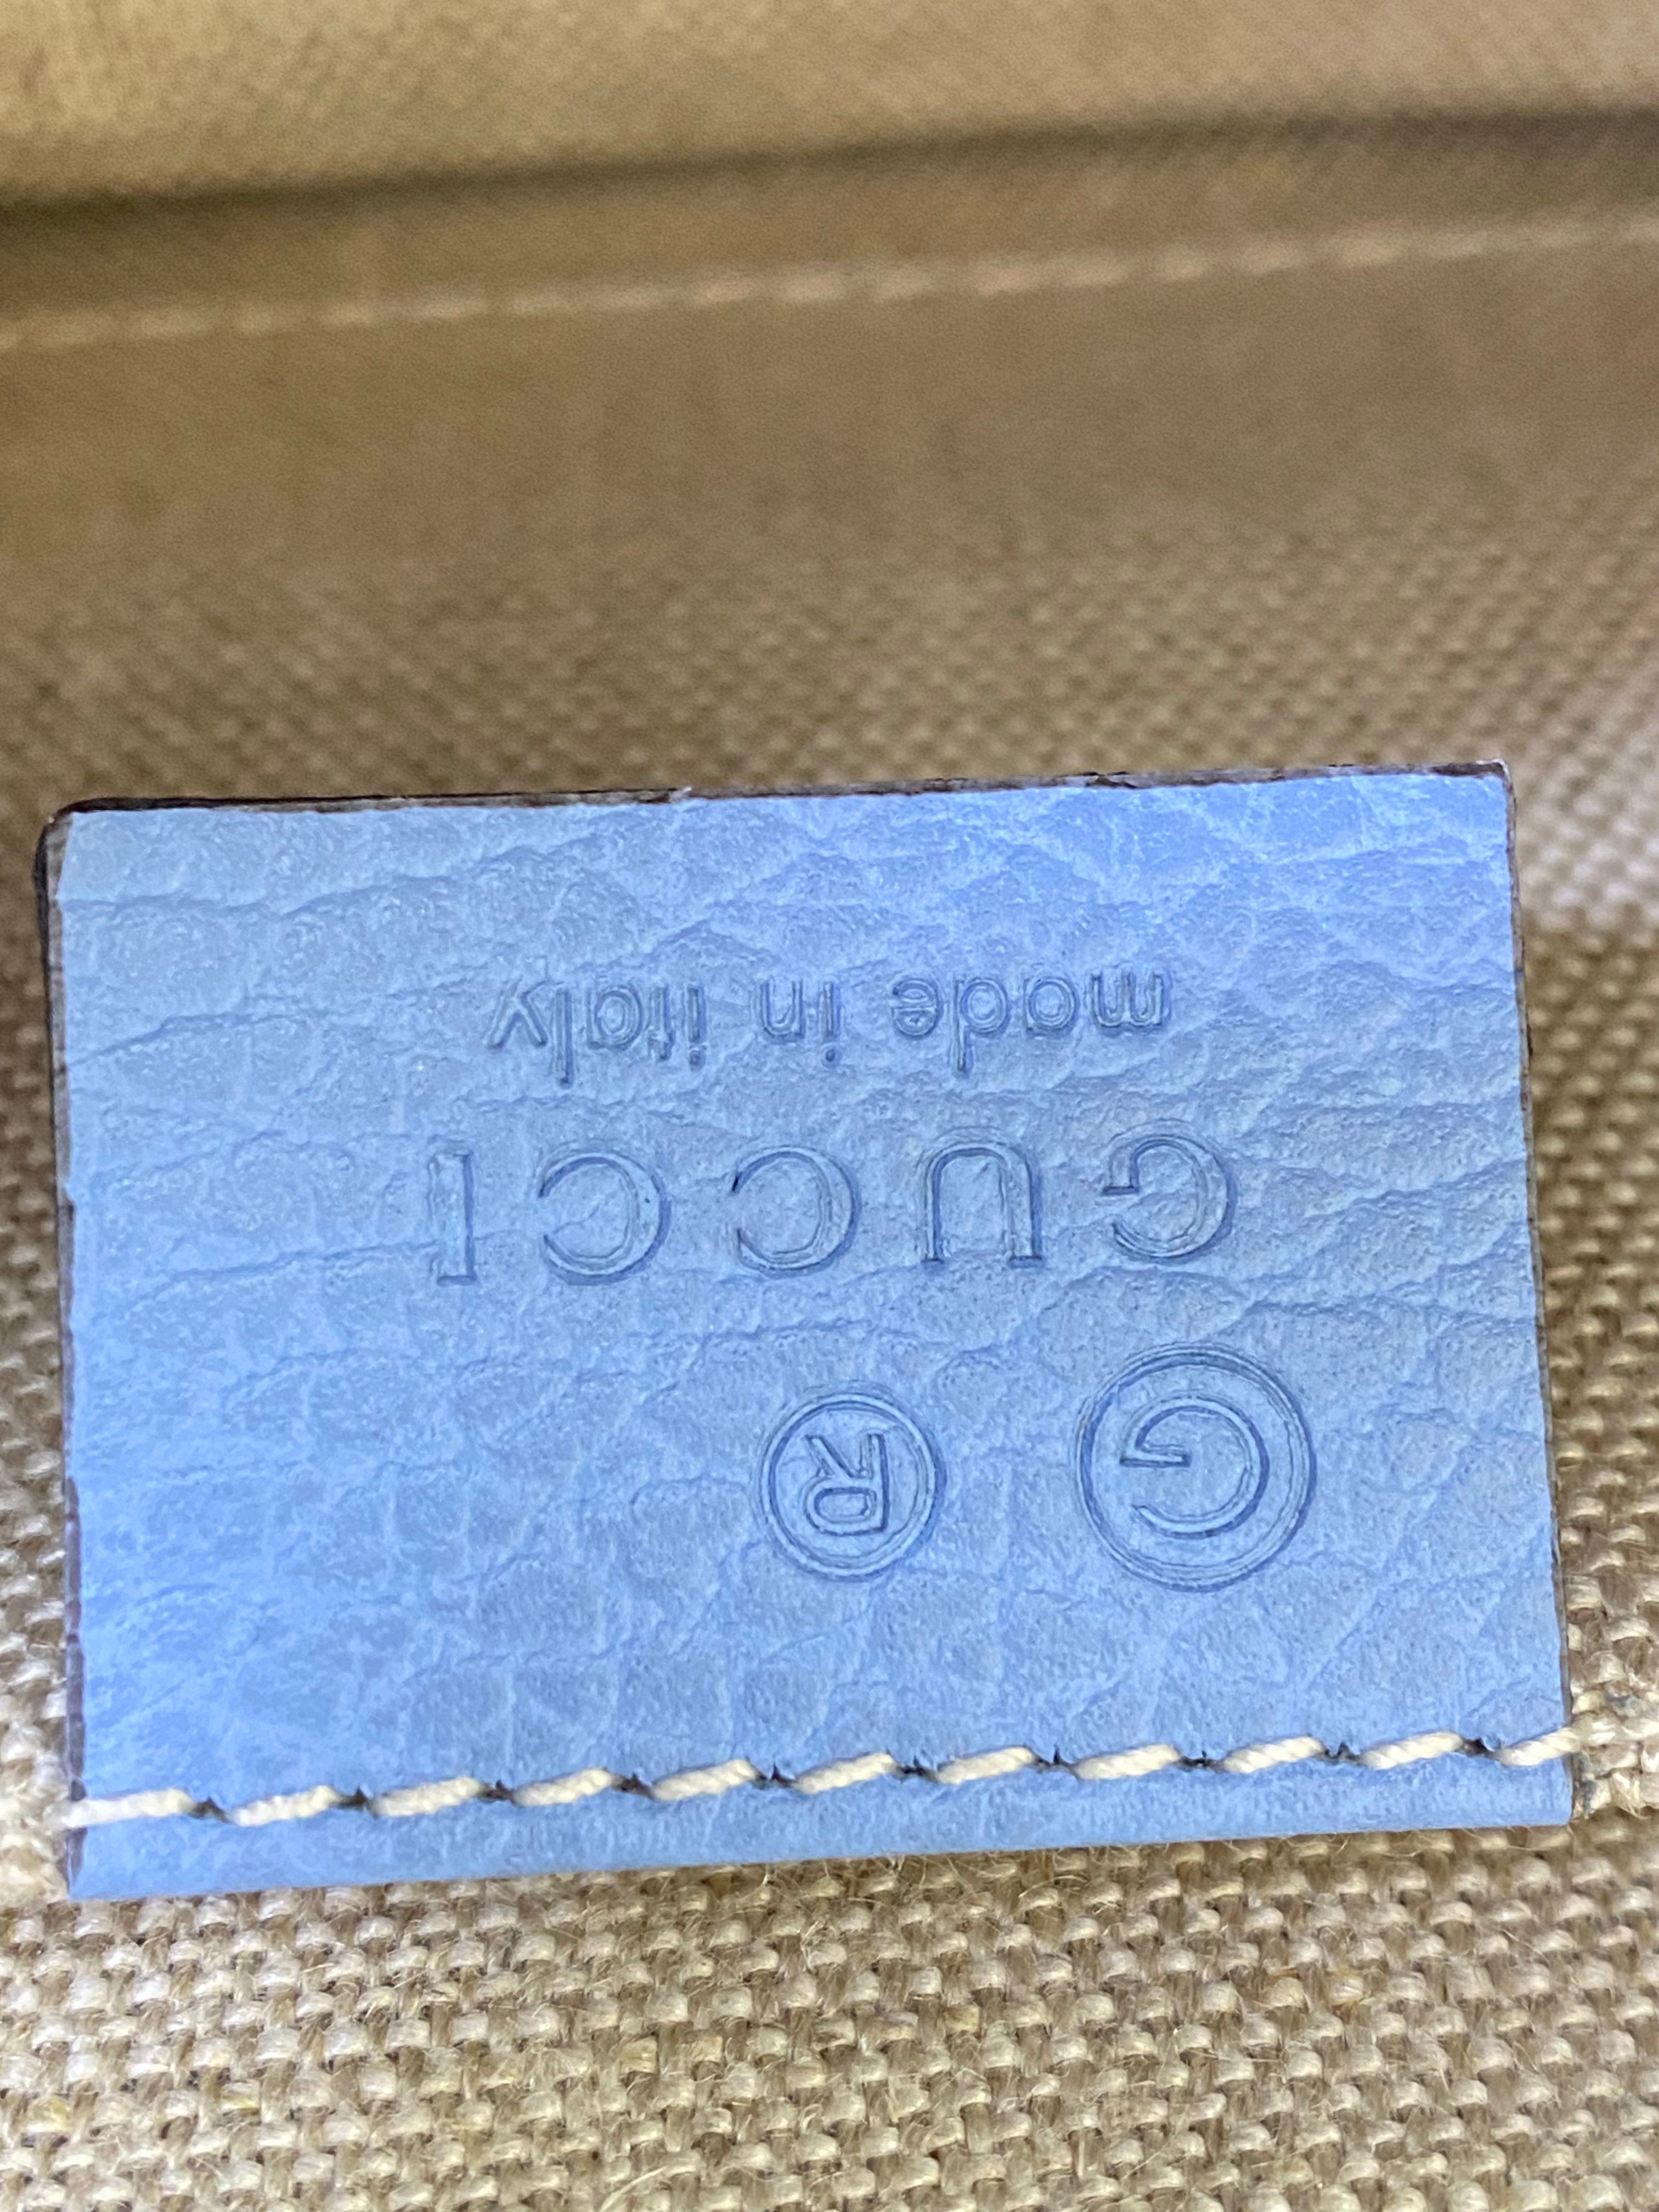 Ⓖ ®
GUCCI
made in italy